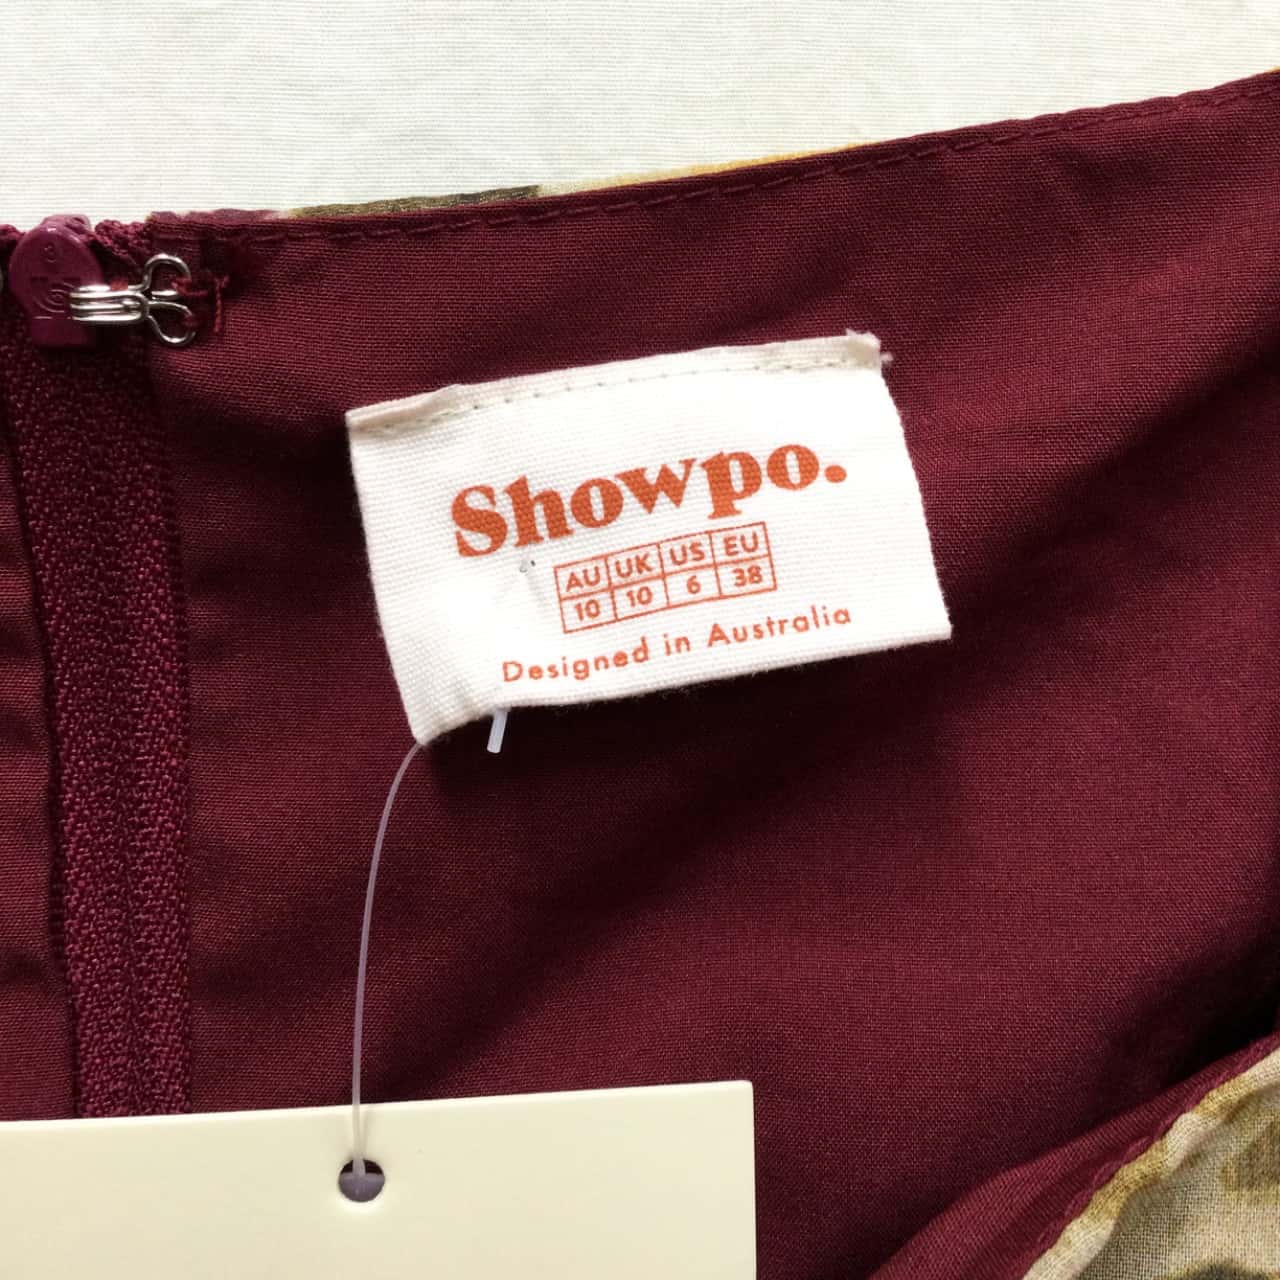 Showpo.
AU UK US EU
10 10 6 38
Designed in Australia